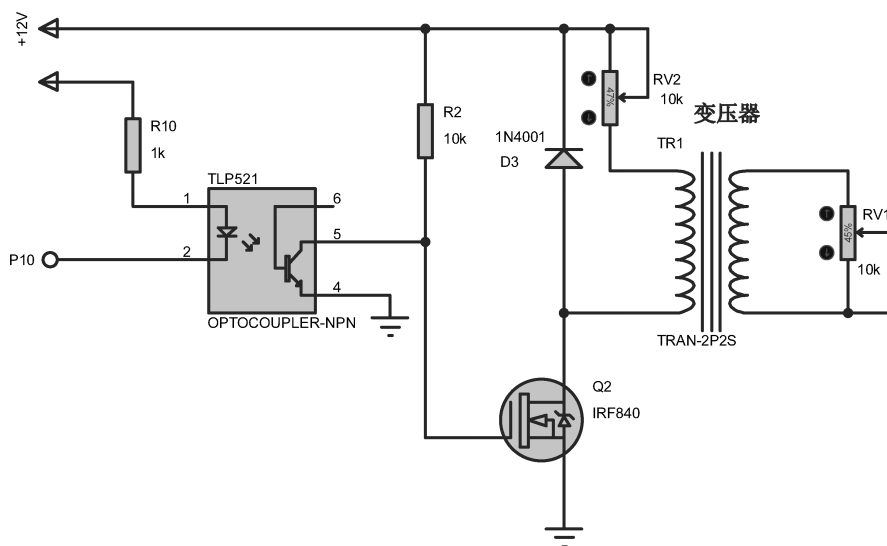 +12V
RV2
10k
47%
变压器
R10
1k
R2
10k
1N4001
D3
TR1
TLP521
1
6
RV1
45%
5
P10
2
10k
4
OPTOCOUPLER-NPN
TRAN-2P2S
Q2
IRF840